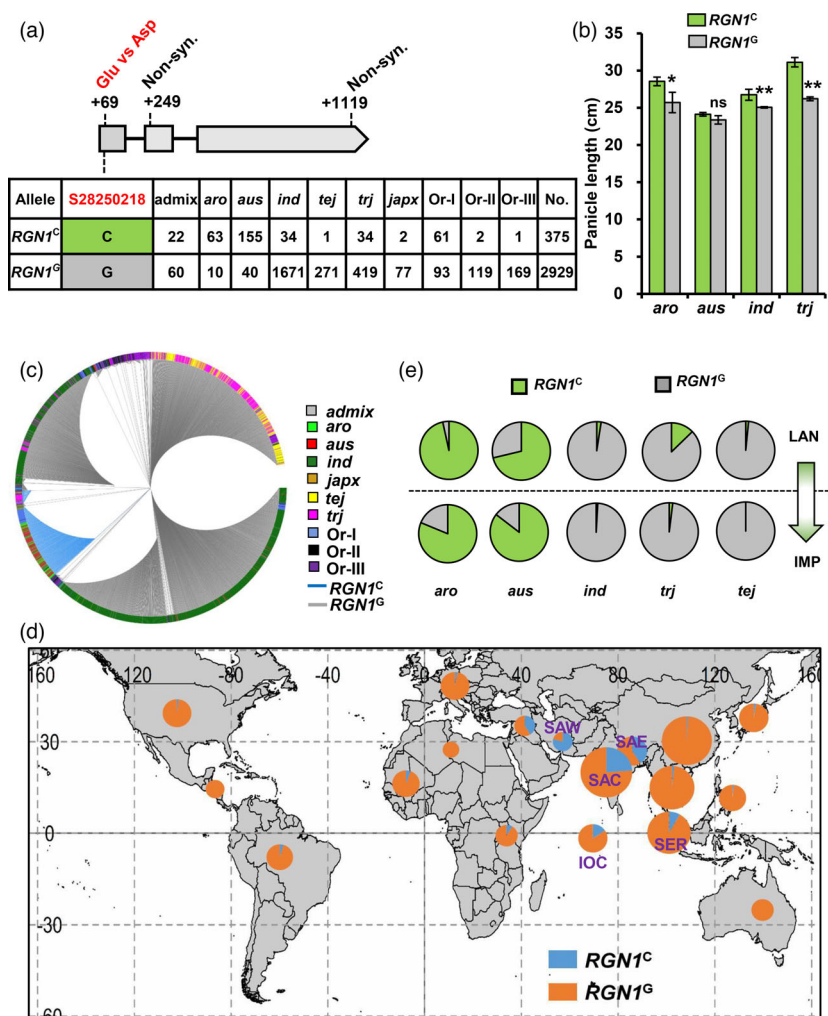 (a)
Glu vs Asp
Non-syn.
Non-syn.
+69
+249
+1119
Allele S28250218 admix aro aus ind tej trj japx Or-I Or-II Or-III No.
RGN1C C 22 63 155 34 1 34 2 61 2 1 375
RGN1G G 60 10 40 1671 271 419 77 93 119 169 2929
(b)
RGN1C
RGN1G
Panicle length (cm)
35
30
25
20
15
10
5
0
*
ns
**
**
aro aus ind trj
(c)
admix
aro
aus
ind
japx
tej
trj
Or-I
Or-II
Or-III
RGN1C
RGN1G
(e)
RGN1C RGN1G
LAN
IMP
aro aus ind trj tej
(d)
-160 -120 -80 -40 0 40 80 120 160
30
0
-30
-60
SAW
SAE
SAC
IOC
SER
RGN1C
RGN1G